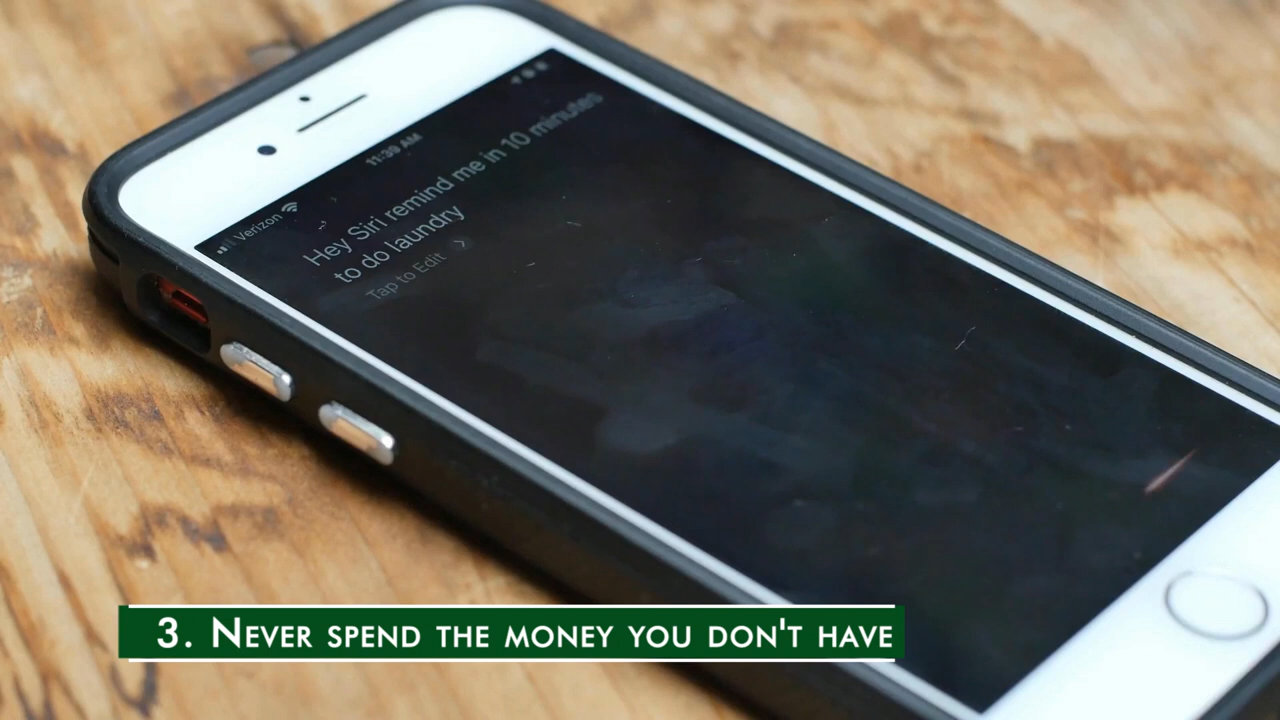 11:39 AM
Verizon
Hey Siri remind me in 10 minutes
to do laundry
Tap to Edit
3. Never spend the money you don't have